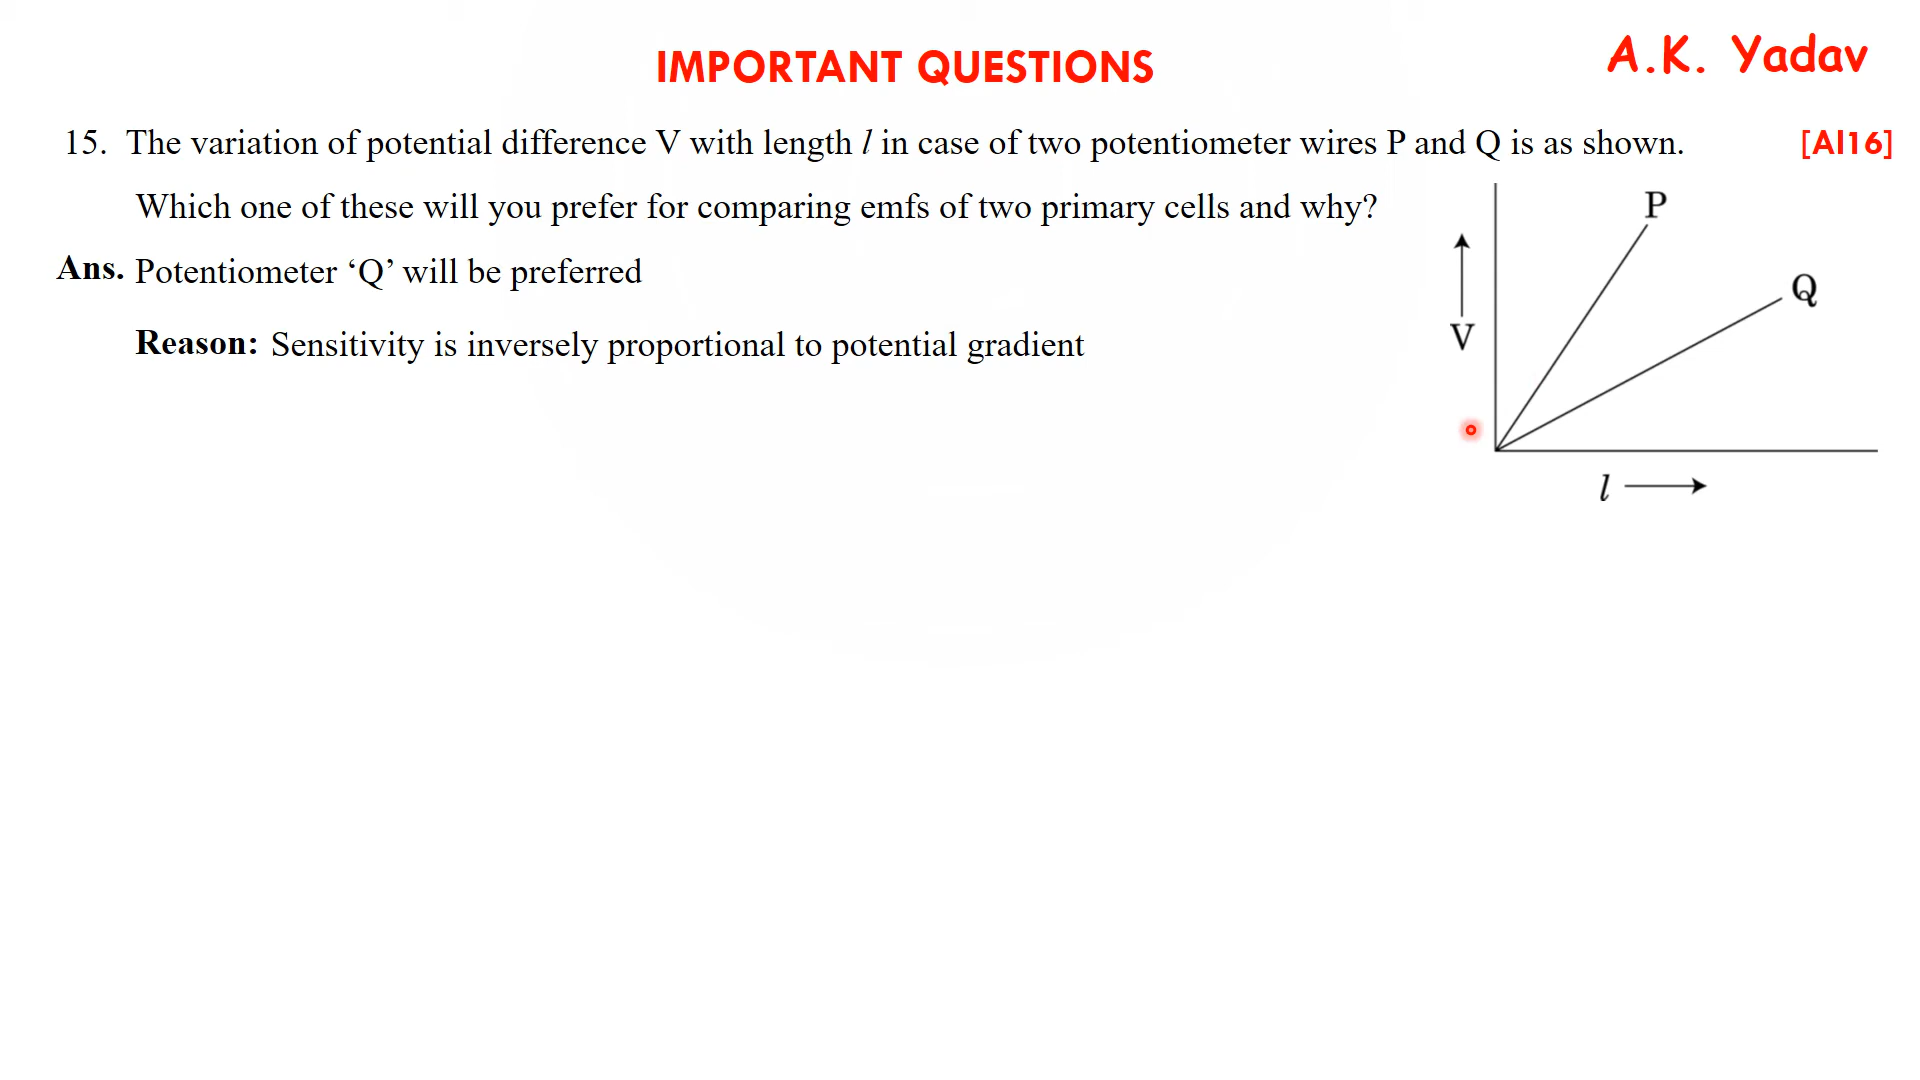 IMPORTANT QUESTIONS
A.K. Yadav
15. The variation of potential difference V with length l in case of two potentiometer wires P and Q is as shown. [AI16]
Which one of these will you prefer for comparing emfs of two primary cells and why?
Ans. Potentiometer ‘Q’ will be preferred
Reason: Sensitivity is inversely proportional to potential gradient
P
Q
V
l